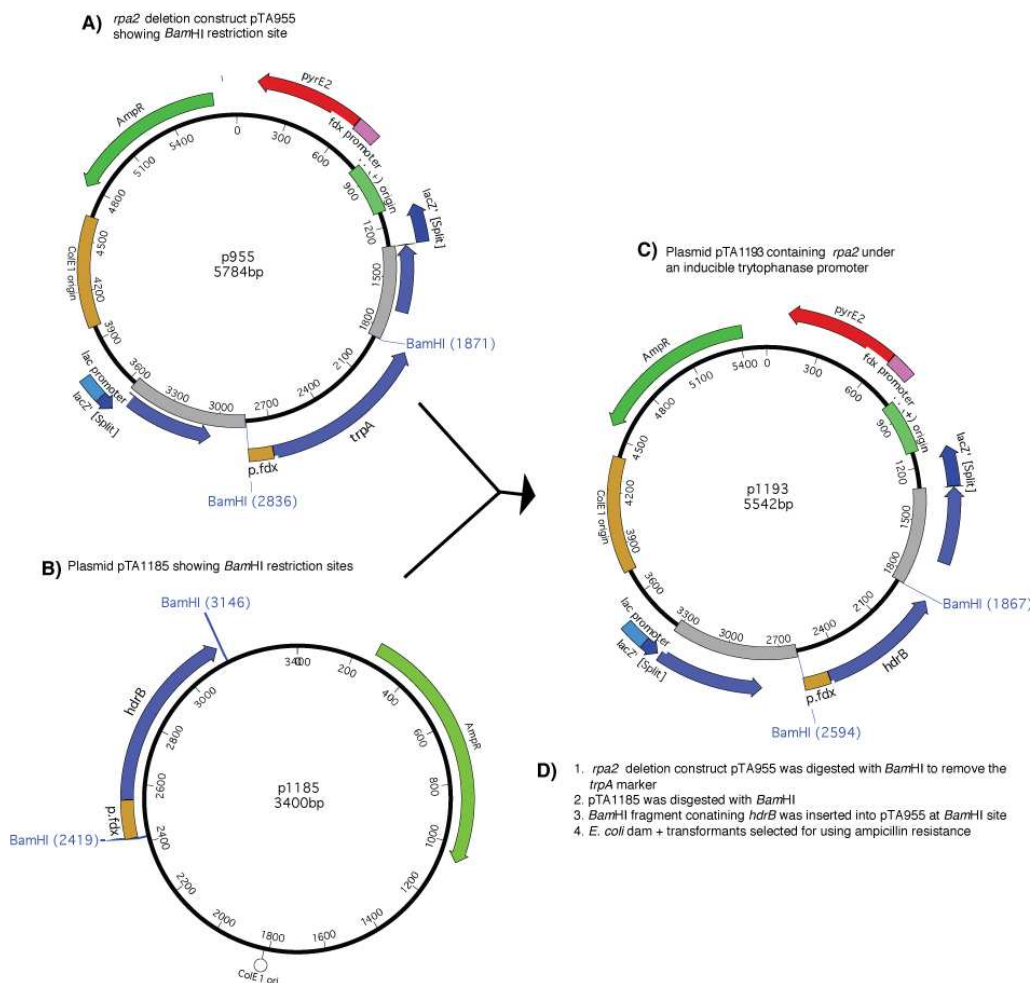 A) rpa2 deletion construct pTA955
showing BamHI restriction site
pyrE2
AmpR
fdx promoter
(+) origin
lacZ' [Split]
ColE1 origin
lac promoter
lacZ' [Split]
0
300
600
900
1200
1500
1800
2100
2400
2700
3000
3300
3600
3900
4200
4500
4800
5100
5400
p955
5784bp
BamHI (1871)
trpA
p.fdx
BamHI (2836)
B) Plasmid pTA1185 showing BamHI restriction sites
BamHI (3146)
hdrB
p.fdx
BamHI (2419)
AmpR
ColE1 ori
0
200
400
600
800
1000
1200
1400
1600
1800
2000
2200
2400
2600
2800
3000
3400
p1185
3400bp
C) Plasmid pTA1193 containing rpa2 under
an inducible trytophanase promoter
pyrE2
AmpR
fdx promoter
(+) origin
lacZ' [Split]
ColE1 origin
lac promoter
lacZ' [Split]
0
300
600
900
1200
1500
1800
2100
2400
2700
3000
3300
3600
3900
4200
4500
4800
5100
5400
p1193
5542bp
BamHI (1867)
hdrB
p.fdx
BamHI (2594)
D) 1. rpa2 deletion construct pTA955 was digested with BamHI to remove the
trpA marker
2. pTA1185 was disgested with BamHI
3. BamHI fragment conatining hdrB was inserted into pTA955 at BamHI site
4. E. coli dam + transformants selected for using ampicillin resistance